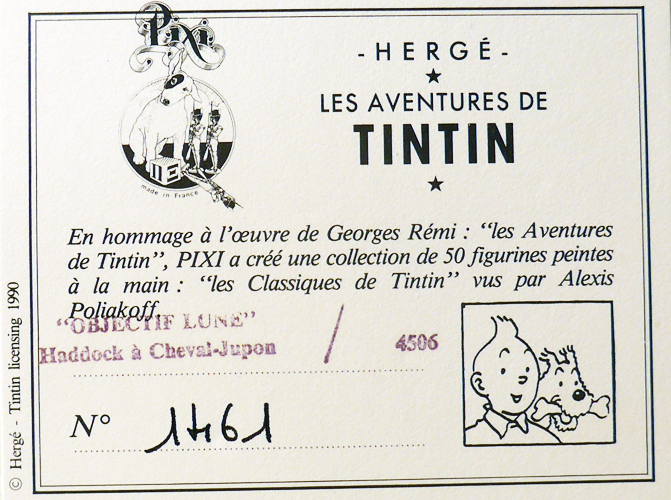 PIXI
made in France
- HERGÉ -
LES AVENTURES DE
TINTIN
En hommage à l'œuvre de Georges Rémi : “les Aventures
de Tintin”, PIXI a créé une collection de 50 figurines peintes
à la main : “les Classiques de Tintin” vus par Alexis
Poliakoff.
“OBJECTIF LUNE”
Haddock à Cheval-Jupon / 4506
N° 1461
© Hergé - Tintin licensing 1990